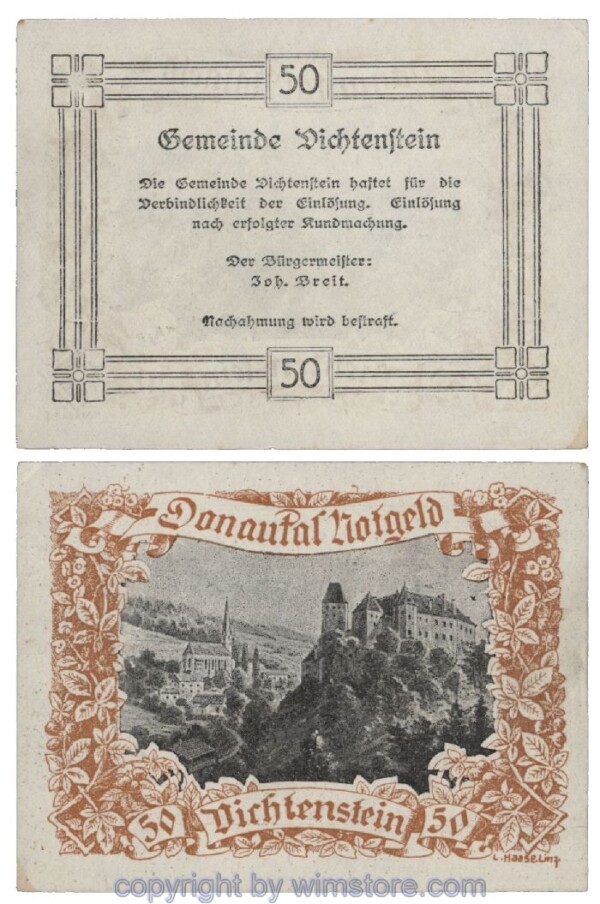 50
Gemeinde Vichtenstein
Die Gemeinde Vichtenstein haftet für die
Verbindlichkeit der Einlösung. Einlösung
nach erfolgter Kundmachung.
Der Bürgermeister:
Joh. Breit.
Nachahmung wird bestraft.
50
Donautal Notgeld
50 Vichtenstein 50
L. Haase Linz
copyright by wimstore.com